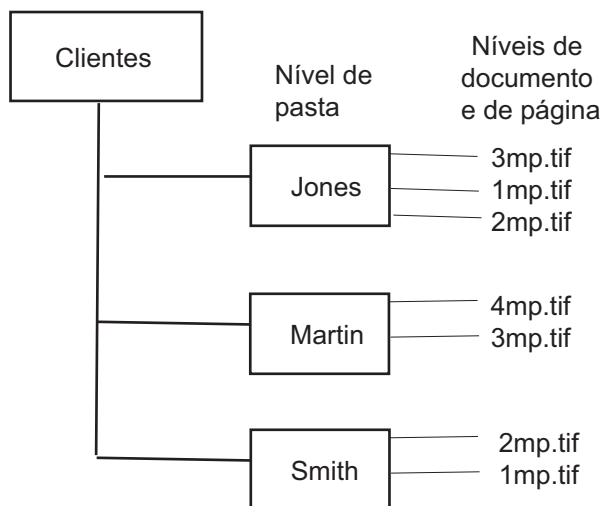 Clientes
Nível de
pasta
Níveis de
documento
e de página
Jones
3mp.tif
1mp.tif
2mp.tif
Martin
4mp.tif
3mp.tif
Smith
2mp.tif
1mp.tif